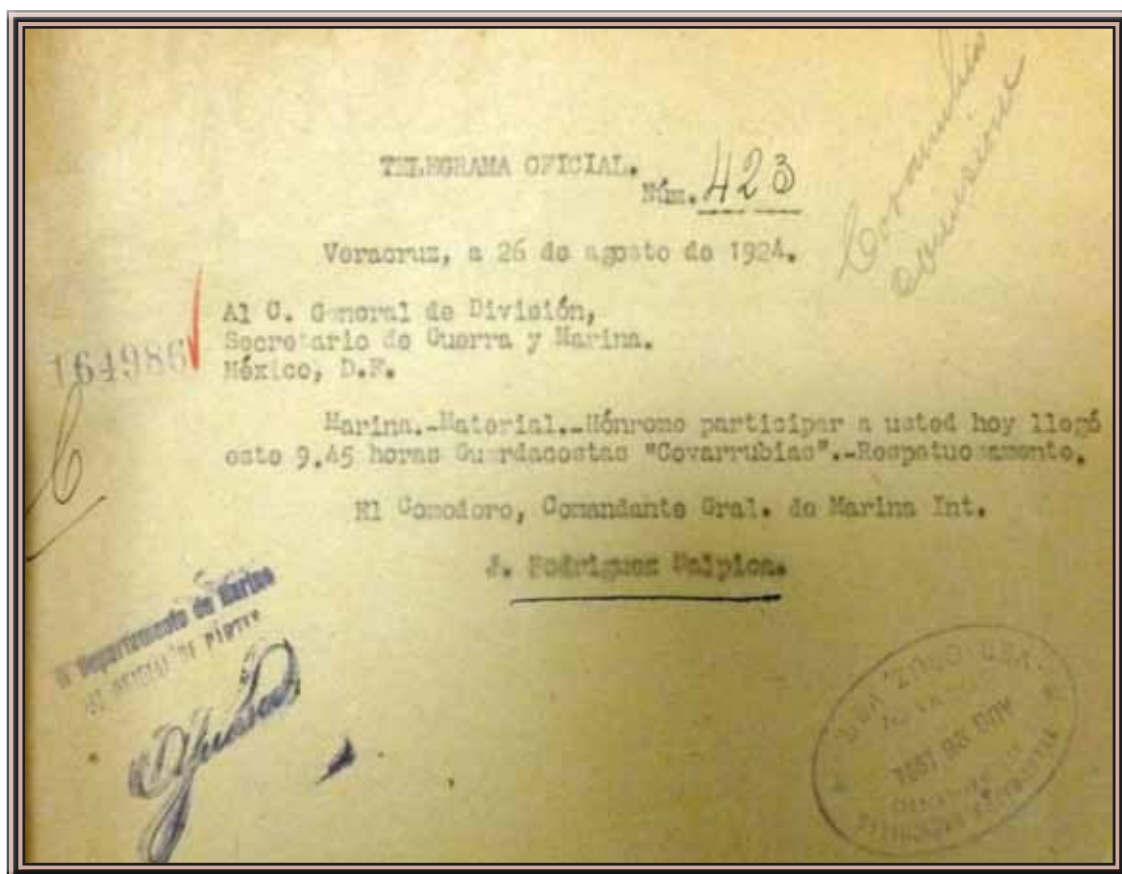 TELEGRAMA OFICIAL.
Núm. 423
Veracruz, a 26 de agosto de 1924.
Al C. General de División,
Secretario de Guerra y Marina.
México, D.F.
164986
Marina.-Material.-Hónrome participar a usted hoy llegó
este 9.45 horas Guardacostas "Covarrubias".-Respetuosamente.
El Comodoro, Comandante Gral. de Marina Int.
J. Rodríguez Malpica.
Departamento de Marina